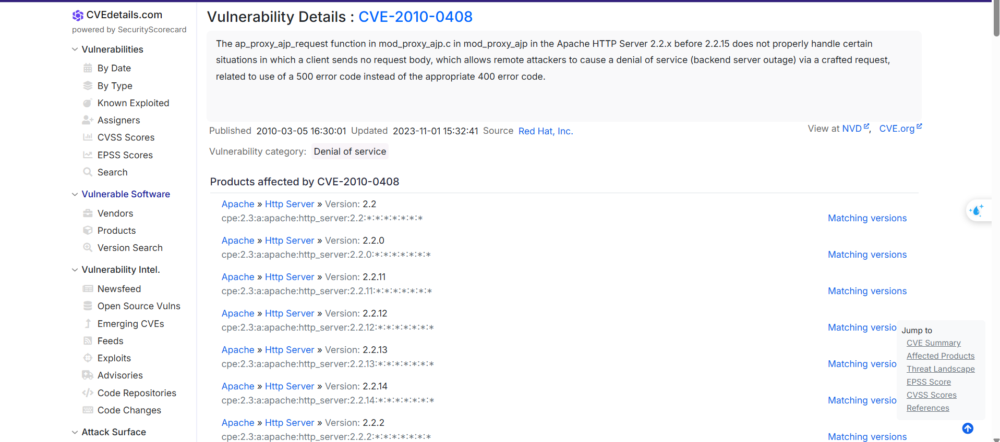 CVEdetails.com
powered by SecurityScorecard
Vulnerabilities
By Date
By Type
Known Exploited
Assigners
CVSS Scores
EPSS Scores
Search
Vulnerable Software
Vendors
Products
Version Search
Vulnerability Intel.
Newsfeed
Open Source Vulns
Emerging CVEs
Feeds
Exploits
Advisories
Code Repositories
Code Changes
Attack Surface
Vulnerability Details : CVE-2010-0408
The ap_proxy_ajp_request function in mod_proxy_ajp.c in mod_proxy_ajp in the Apache HTTP Server 2.2.x before 2.2.15 does not properly handle certain
situations in which a client sends no request body, which allows remote attackers to cause a denial of service (backend server outage) via a crafted request,
related to use of a 500 error code instead of the appropriate 400 error code.
Published 2010-03-05 16:30:01 Updated 2023-11-01 15:32:41 Source Red Hat, Inc.
View at NVD, CVE.org
Vulnerability category: Denial of service
Products affected by CVE-2010-0408
Apache » Http Server » Version: 2.2
cpe:2.3:a:apache:http_server:2.2:*:*:*:*:*:*:* Matching versions
Apache » Http Server » Version: 2.2.0
cpe:2.3:a:apache:http_server:2.2.0:*:*:*:*:*:*:* Matching versions
Apache » Http Server » Version: 2.2.11
cpe:2.3:a:apache:http_server:2.2.11:*:*:*:*:*:*:* Matching versions
Apache » Http Server » Version: 2.2.12
cpe:2.3:a:apache:http_server:2.2.12:*:*:*:*:*:*:* Matching versio
Apache » Http Server » Version: 2.2.13
cpe:2.3:a:apache:http_server:2.2.13:*:*:*:*:*:*:* Matching versio
Apache » Http Server » Version: 2.2.14
cpe:2.3:a:apache:http_server:2.2.14:*:*:*:*:*:*:* Matching versio
Apache » Http Server » Version: 2.2.2
cpe:2.3:a:apache:http_server:2.2.2:*:*:*:*:*:*:* Matching versions
Jump to
CVE Summary
Affected Products
Threat Landscape
EPSS Score
CVSS Scores
References